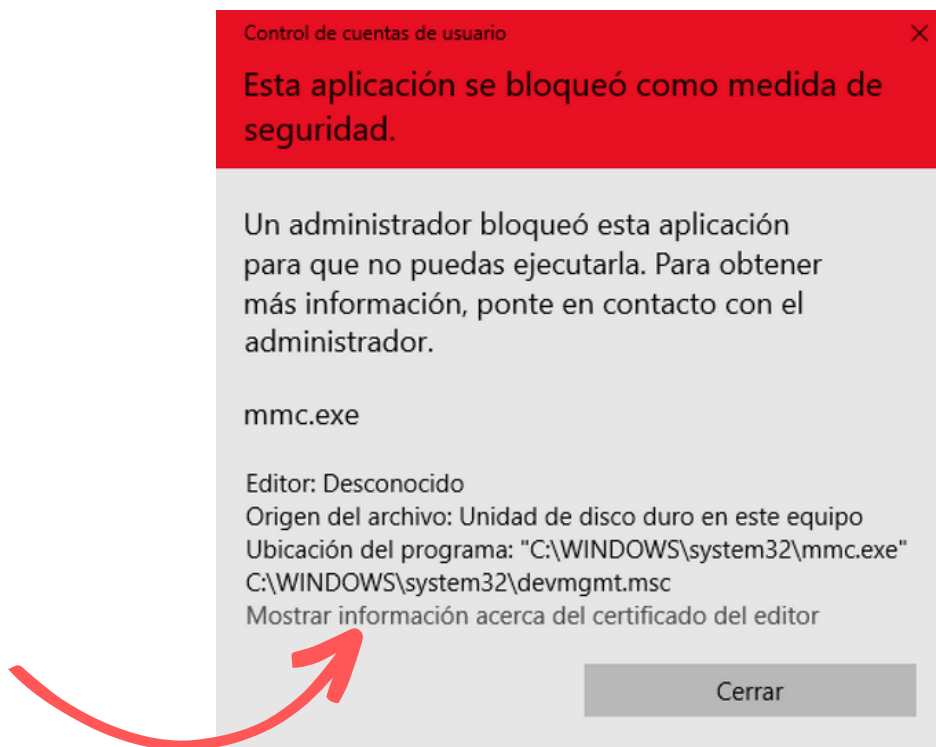 Control de cuentas de usuario
Esta aplicación se bloqueó como medida de
seguridad.
Un administrador bloqueó esta aplicación
para que no puedas ejecutarla. Para obtener
más información, ponte en contacto con el
administrador.
mmc.exe
Editor: Desconocido
Origen del archivo: Unidad de disco duro en este equipo
Ubicación del programa: "C:\WINDOWS\system32\mmc.exe"
C:\WINDOWS\system32\devmgmt.msc
Mostrar información acerca del certificado del editor
Cerrar